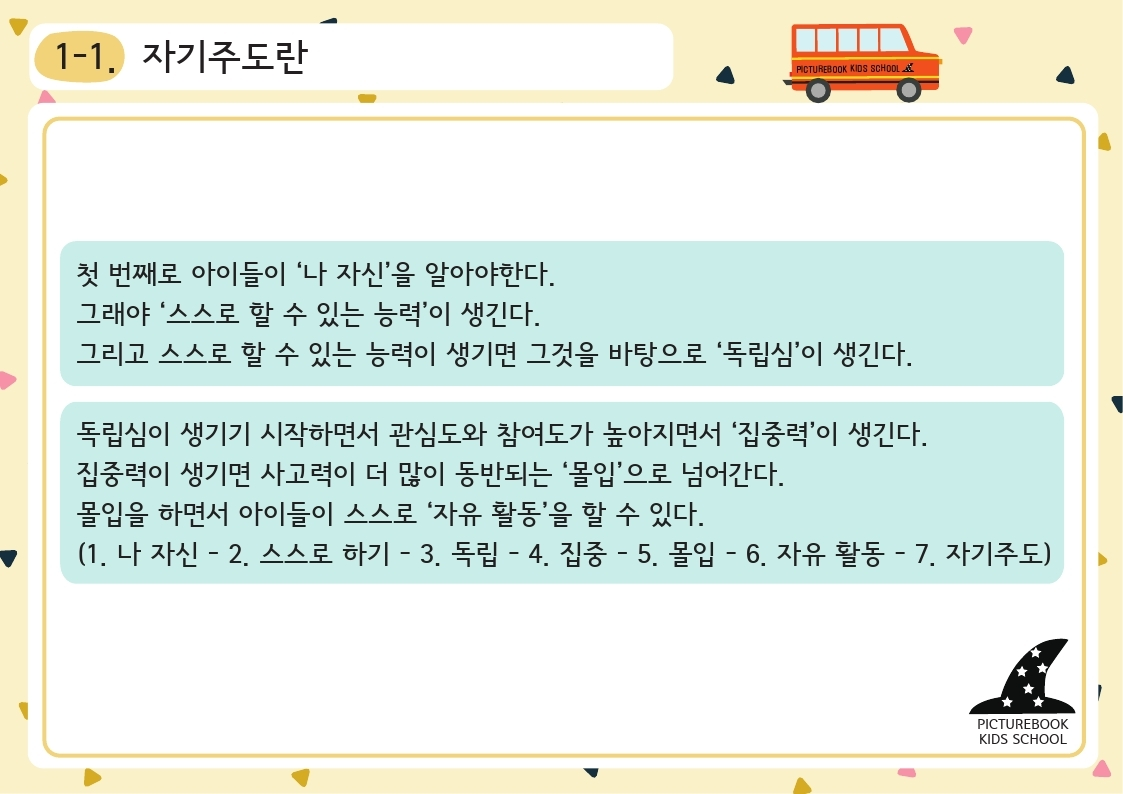 1-1. 자기주도란
PICTUREBOOK KIDS SCHOOL
첫 번째로 아이들이 ‘나 자신’을 알아야한다.
그래야 ‘스스로 할 수 있는 능력’이 생긴다.
그리고 스스로 할 수 있는 능력이 생기면 그것을 바탕으로 ‘독립심’이 생긴다.
독립심이 생기기 시작하면서 관심도와 참여도가 높아지면서 ‘집중력’이 생긴다.
집중력이 생기면 사고력이 더 많이 동반되는 ‘몰입’으로 넘어간다.
몰입을 하면서 아이들이 스스로 ‘자유 활동’을 할 수 있다.
(1. 나 자신 - 2. 스스로 하기 - 3. 독립 - 4. 집중 - 5. 몰입 - 6. 자유 활동 - 7. 자기주도)
PICTUREBOOK
KIDS SCHOOL